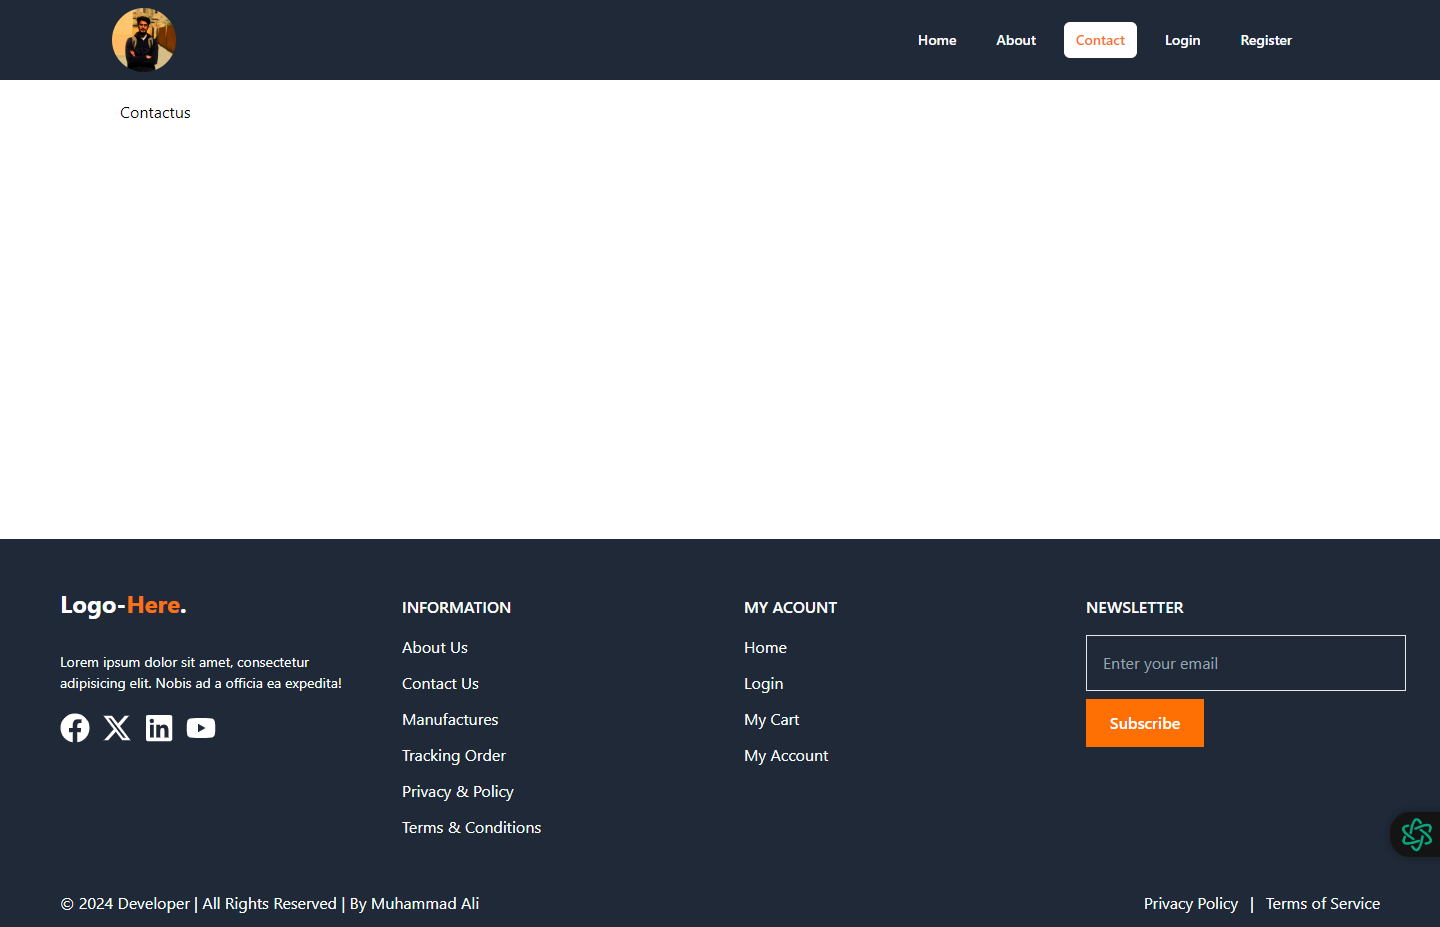 Home About Contact Login Register
Contactus
Logo-Here.
Lorem ipsum dolor sit amet, consectetur
adipisicing elit. Nobis ad a officia ea expedita!
INFORMATION
About Us
Contact Us
Manufactures
Tracking Order
Privacy & Policy
Terms & Conditions
MY ACOUNT
Home
Login
My Cart
My Account
NEWSLETTER
Enter your email
Subscribe
© 2024 Developer | All Rights Reserved | By Muhammad Ali
Privacy Policy | Terms of Service